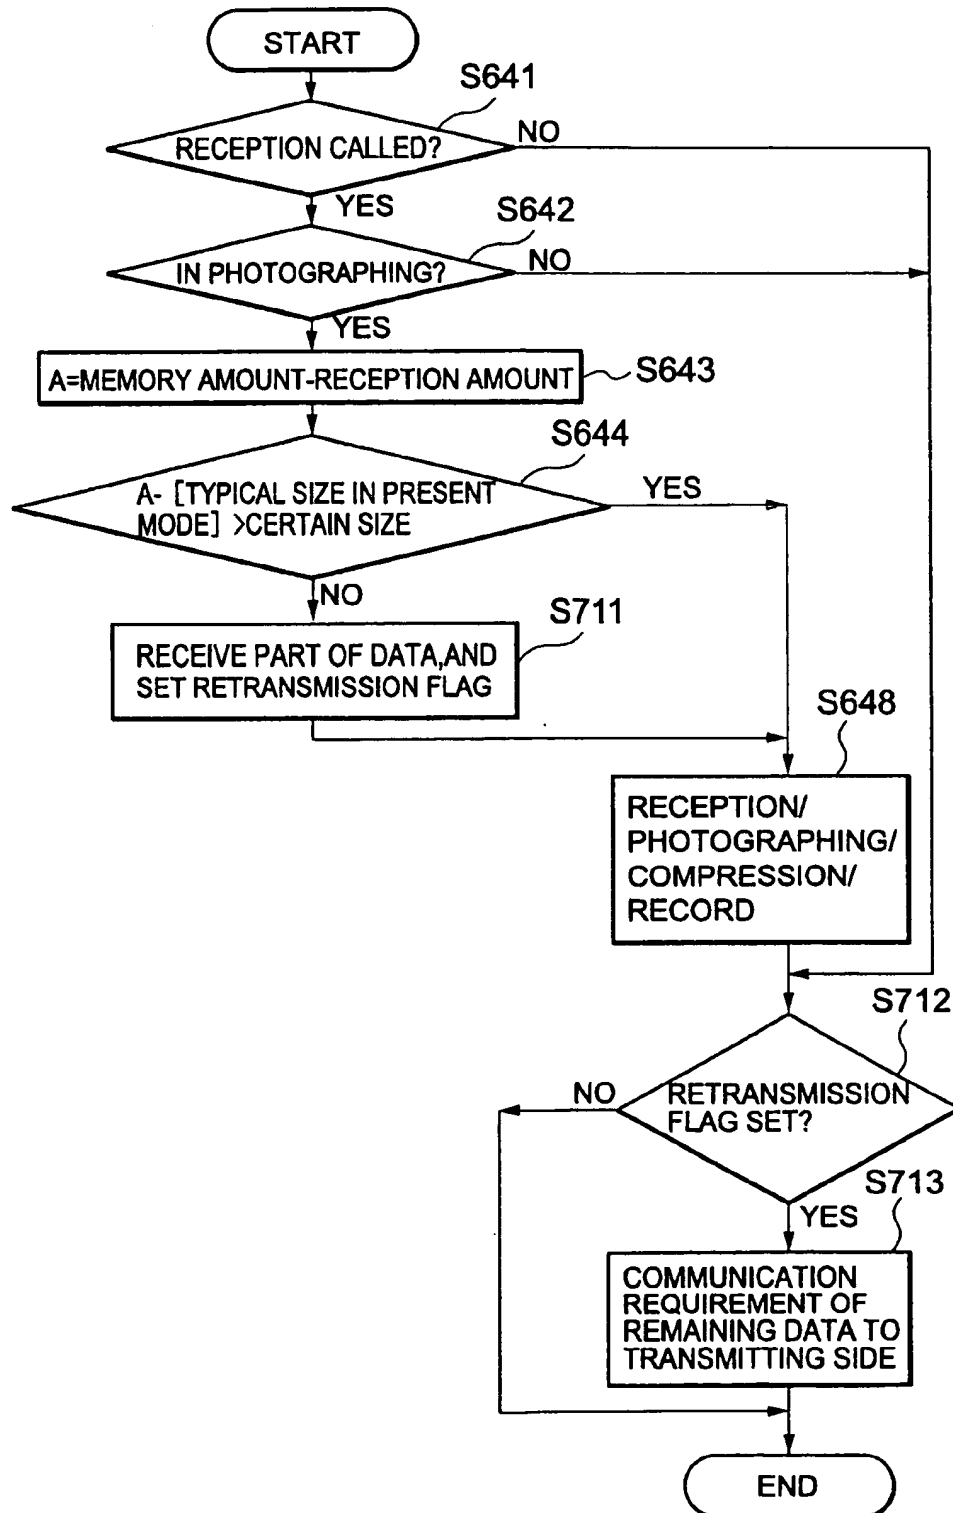 START
S641
RECEPTION CALLED?
NO
YES
S642
IN PHOTOGRAPHING?
NO
YES
A=MEMORY AMOUNT-RECEPTION AMOUNT
S643
S644
A- [TYPICAL SIZE IN PRESENT
MODE] >CERTAIN SIZE
YES
NO
S711
RECEIVE PART OF DATA,AND
SET RETRANSMISSION FLAG
S648
RECEPTION/
PHOTOGRAPHING/
COMPRESSION/
RECORD
S712
NO
RETRANSMISSION
FLAG SET?
S713
YES
COMMUNICATION
REQUIREMENT OF
REMAINING DATA TO
TRANSMITTING SIDE
END